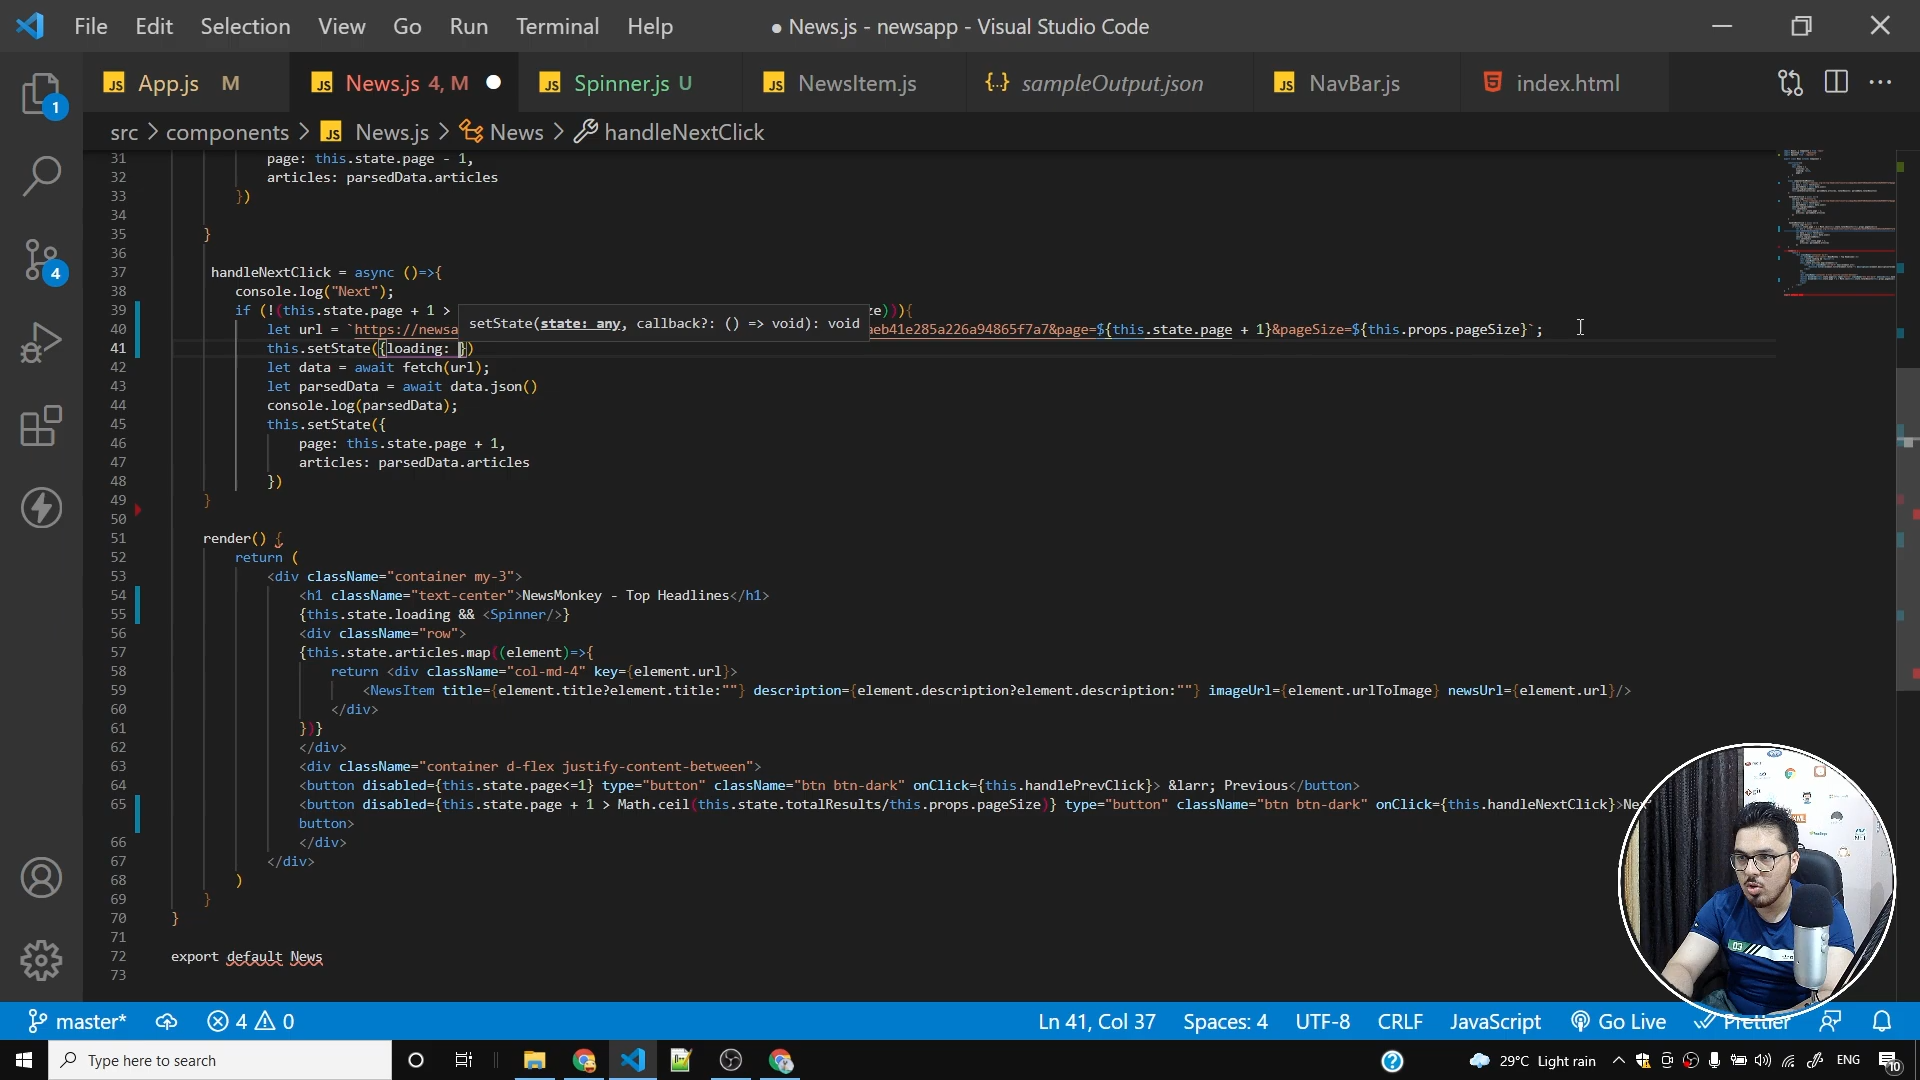 File Edit Selection View Go Run Terminal Help
● News.js - newsapp - Visual Studio Code
App.js M
News.js 4, M
Spinner.js U
NewsItem.js
sampleOutput.json
NavBar.js
index.html
src > components > News.js > News > handleNextClick
31 page: this.state.page - 1,
32 articles: parsedData.articles
33 })
34
35 }
36
37 handleNextClick = async ()=>{
38 console.log("Next");
39 if (!(this.state.page + 1 > ze))){
setState(state: any, callback?: () => void): void
40 let url = `https://newsa aeb41e285a226a94865f7a7&page=${this.state.page + 1}&pageSize=${this.props.pageSize}`;
41 this.setState({loading: })
42 let data = await fetch(url);
43 let parsedData = await data.json()
44 console.log(parsedData);
45 this.setState({
46 page: this.state.page + 1,
47 articles: parsedData.articles
48 })
49 }
50
51 render() {
52 return (
53 <div className="container my-3">
54 <h1 className="text-center">NewsMonkey - Top Headlines</h1>
55 {this.state.loading && <Spinner/>}
56 <div className="row">
57 {this.state.articles.map((element)=>{
58 return <div className="col-md-4" key={element.url}>
59 <NewsItem title={element.title?element.title:""} description={element.description?element.description:""} imageUrl={element.urlToImage} newsUrl={element.url}/>
60 </div>
61 })}
62 </div>
63 <div className="container d-flex justify-content-between">
64 <button disabled={this.state.page<=1} type="button" className="btn btn-dark" onClick={this.handlePrevClick}> &larr; Previous</button>
65 <button disabled={this.state.page + 1 > Math.ceil(this.state.totalResults/this.props.pageSize)} type="button" className="btn btn-dark" onClick={this.handleNextClick}>Nex
button>
66 </div>
67 </div>
68 )
69 }
70 }
71
72 export default News
73
master* 4 0 Ln 41, Col 37 Spaces: 4 UTF-8 CRLF JavaScript Go Live Prettier
Type here to search
29°C Light rain ENG 10